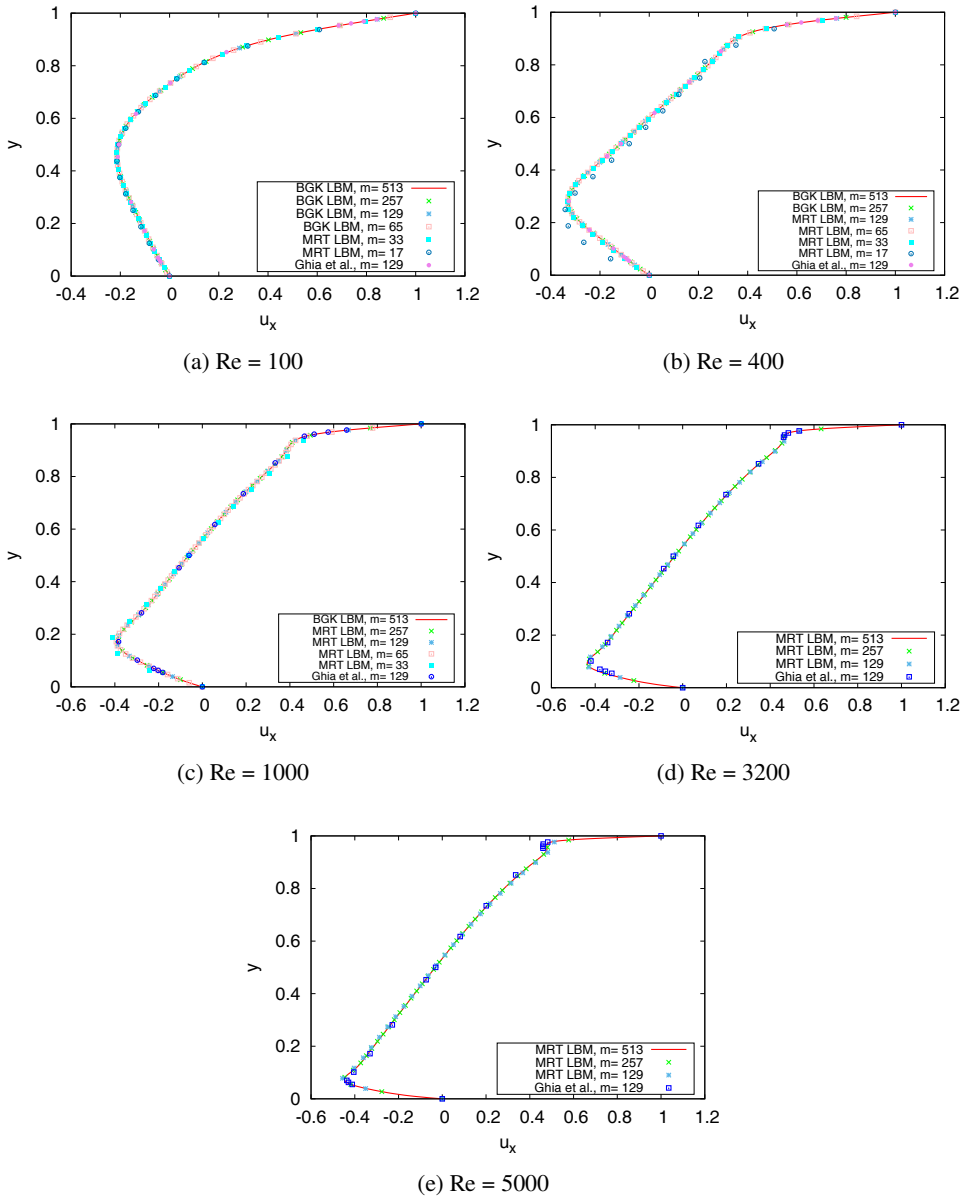 1
0.8
0.6
0.4
0.2
0
y
-0.4 -0.2 0 0.2 0.4 0.6 0.8 1 1.2
u_x
BGK LBM, m= 513
BGK LBM, m= 257
BGK LBM, m= 129
BGK LBM, m= 65
MRT LBM, m= 33
MRT LBM, m= 17
Ghia et al., m= 129
(a) Re = 100
1
0.8
0.6
0.4
0.2
0
y
-0.4 -0.2 0 0.2 0.4 0.6 0.8 1 1.2
u_x
BGK LBM, m= 513
BGK LBM, m= 257
MRT LBM, m= 129
MRT LBM, m= 65
MRT LBM, m= 33
MRT LBM, m= 17
Ghia et al., m= 129
(b) Re = 400
1
0.8
0.6
0.4
0.2
0
y
-0.6 -0.4 -0.2 0 0.2 0.4 0.6 0.8 1 1.2
u_x
BGK LBM, m= 513
MRT LBM, m= 257
MRT LBM, m= 129
MRT LBM, m= 65
MRT LBM, m= 33
Ghia et al., m= 129
(c) Re = 1000
1
0.8
0.6
0.4
0.2
0
y
-0.6 -0.4 -0.2 0 0.2 0.4 0.6 0.8 1 1.2
u_x
MRT LBM, m= 513
MRT LBM, m= 257
MRT LBM, m= 129
Ghia et al., m= 129
(d) Re = 3200
1
0.8
0.6
0.4
0.2
0
y
-0.6 -0.4 -0.2 0 0.2 0.4 0.6 0.8 1 1.2
u_x
MRT LBM, m= 513
MRT LBM, m= 257
MRT LBM, m= 129
Ghia et al., m= 129
(e) Re = 5000